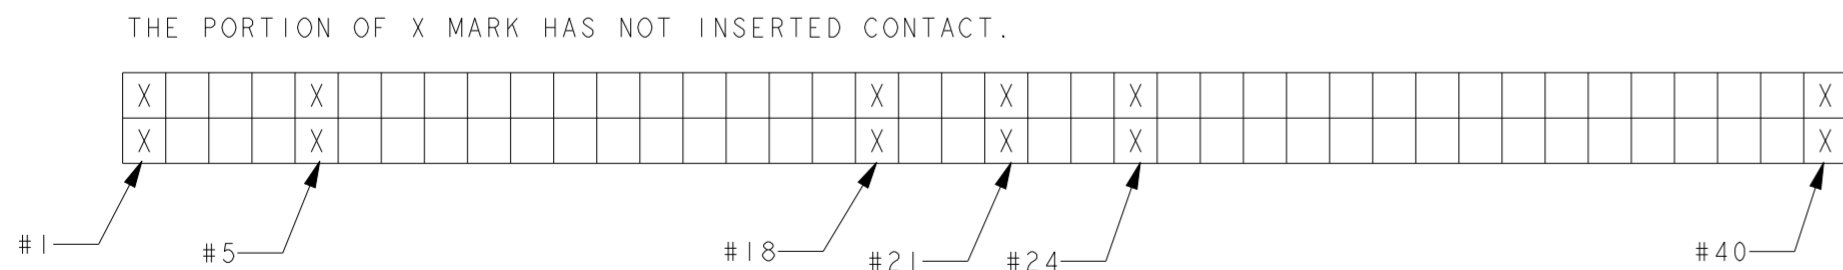 THE PORTION OF X MARK HAS NOT INSERTED CONTACT.
X X X X X X
X X X X X X
#1 #5 #18 #21 #24 #40